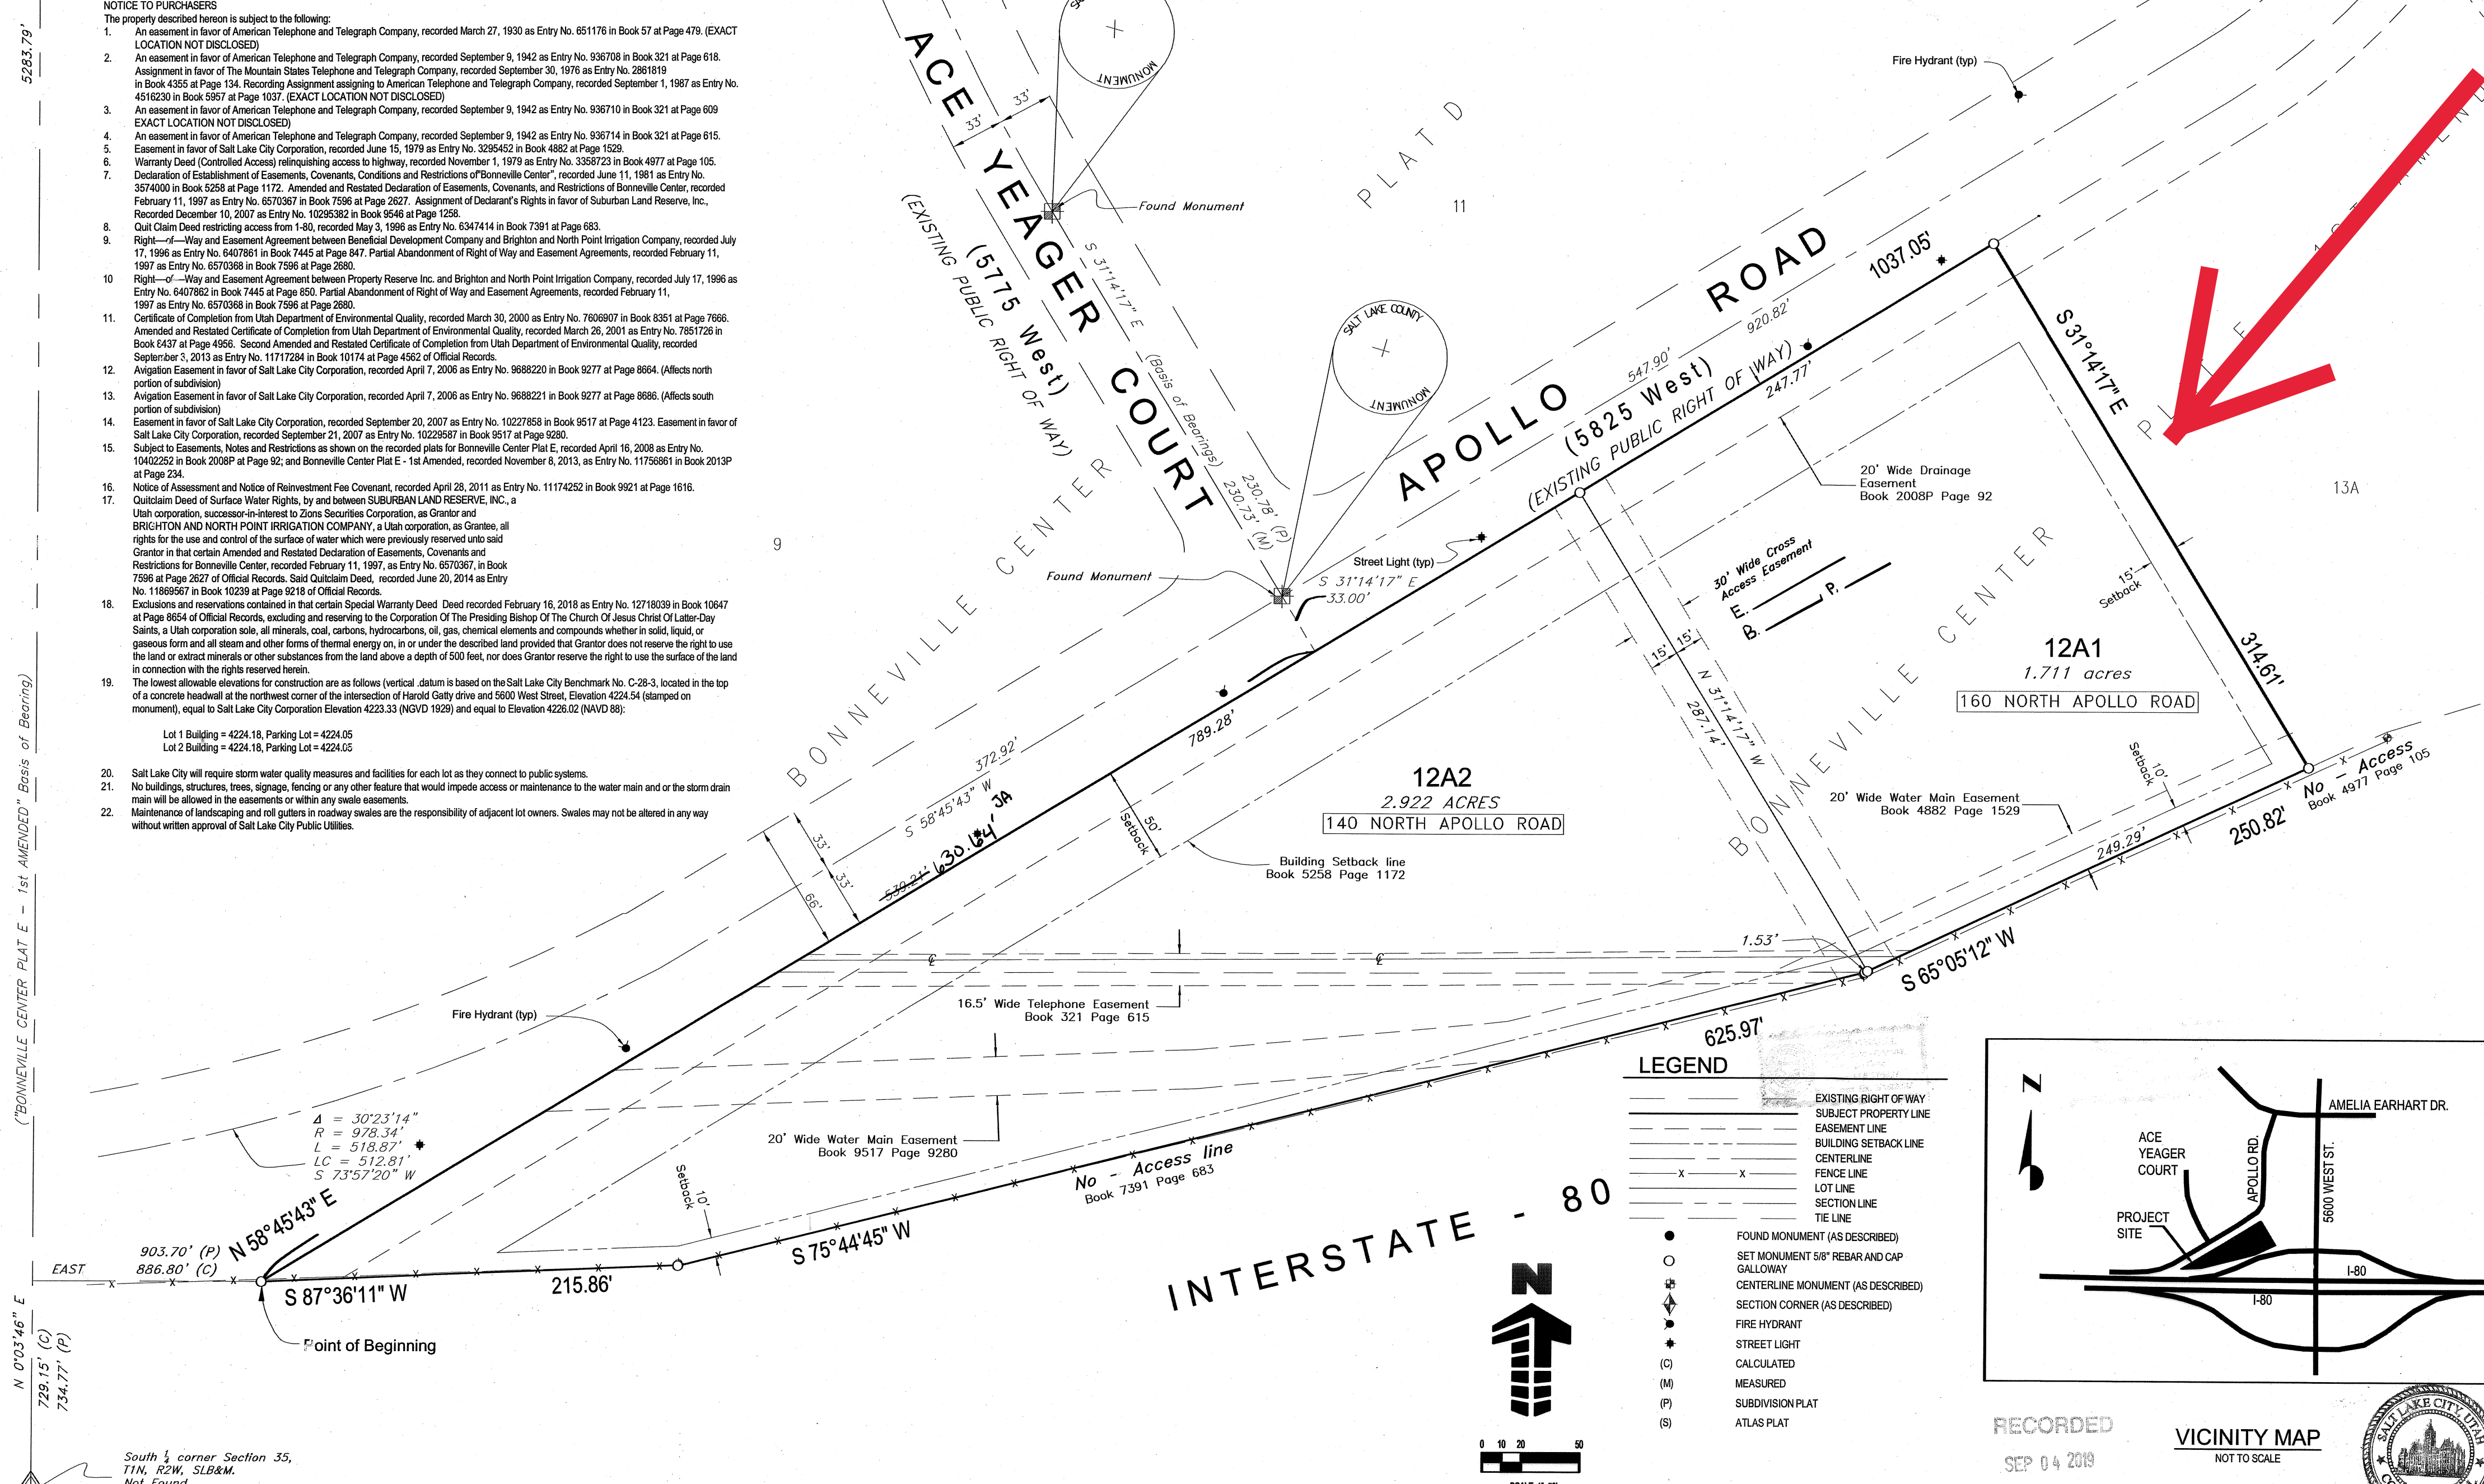 NOTICE TO PURCHASERS
The property described hereon is subject to the following:
1. An easement in favor of American Telephone and Telegraph Company, recorded March 27, 1930 as Entry No. 651176 in Book 57 at Page 479. (EXACT
LOCATION NOT DISCLOSED)
2. An easement in favor of American Telephone and Telegraph Company, recorded September 9, 1942 as Entry No. 936708 in Book 321 at Page 618.
Assignment in favor of The Mountain States Telephone and Telegraph Company, recorded September 30, 1976 as Entry No. 2861819
in Book 4355 at Page 134. Recording Assignment assigning to American Telephone and Telegraph Company, recorded September 1, 1987 as Entry No.
4516230 in Book 5957 at Page 1037. (EXACT LOCATION NOT DISCLOSED)
3. An easement in favor of American Telephone and Telegraph Company, recorded September 9, 1942 as Entry No. 936710 in Book 321 at Page 609
EXACT LOCATION NOT DISCLOSED)
4. An easement in favor of American Telephone and Telegraph Company, recorded September 9, 1942 as Entry No. 936714 in Book 321 at Page 615.
5. Easement in favor of Salt Lake City Corporation, recorded June 15, 1979 as Entry No. 3295452 in Book 4882 at Page 1529.
6. Warranty Deed (Controlled Access) relinquishing access to highway, recorded November 1, 1979 as Entry No. 3358723 in Book 4977 at Page 105.
7. Declaration of Establishment of Easements, Covenants, Conditions and Restrictions of"Bonneville Center", recorded June 11, 1981 as Entry No.
3574000 in Book 5258 at Page 1172. Amended and Restated Declaration of Easements, Covenants, and Restrictions of Bonneville Center, recorded
February 11, 1997 as Entry No. 6570367 in Book 7596 at Page 2627. Assignment of Declarant's Rights in favor of Suburban Land Reserve, Inc.,
Recorded December 10, 2007 as Entry No. 10295382 in Book 9546 at Page 1258.
8. Quit Claim Deed restricting access from 1-80, recorded May 3, 1996 as Entry No. 6347414 in Book 7391 at Page 683.
9. Right—of—Way and Easement Agreement between Beneficial Development Company and Brighton and North Point Irrigation Company, recorded July
17, 1996 as Entry No. 6407861 in Book 7445 at Page 847. Partial Abandonment of Right of Way and Easement Agreements, recorded February 11,
1997 as Entry No. 6570368 in Book 7596 at Page 2680.
10 Right—of—Way and Easement Agreement between Property Reserve Inc. and Brighton and North Point Irrigation Company, recorded July 17, 1996 as
Entry No. 6407862 in Book 7445 at Page 850. Partial Abandonment of Right of Way and Easement Agreements, recorded February 11,
1997 as Entry No. 6570368 in Book 7596 at Page 2680.
11. Certificate of Completion from Utah Department of Environmental Quality, recorded March 30, 2000 as Entry No. 7606907 in Book 8351 at Page 7666.
Amended and Restated Certificate of Completion from Utah Department of Environmental Quality, recorded March 26, 2001 as Entry No. 7851726 in
Book 8437 at Page 4956. Second Amended and Restated Certificate of Completion from Utah Department of Environmental Quality, recorded
September 3, 2013 as Entry No. 11717284 in Book 10174 at Page 4562 of Official Records.
12. Avigation Easement in favor of Salt Lake City Corporation, recorded April 7, 2006 as Entry No. 9688220 in Book 9277 at Page 8664. (Affects north
portion of subdivision)
13. Avigation Easement in favor of Salt Lake City Corporation, recorded April 7, 2006 as Entry No. 9688221 in Book 9277 at Page 8686. (Affects south
portion of subdivision)
14. Easement in favor of Salt Lake City Corporation, recorded September 20, 2007 as Entry No. 10227858 in Book 9517 at Page 4123. Easement in favor of
Salt Lake City Corporation, recorded September 21, 2007 as Entry No. 10229587 in Book 9517 at Page 9280.
15. Subject to Easements, Notes and Restrictions as shown on the recorded plats for Bonneville Center Plat E, recorded April 16, 2008 as Entry No.
10402252 in Book 2008P at Page 92; and Bonneville Center Plat E - 1st Amended, recorded November 8, 2013, as Entry No. 11756861 in Book 2013P
at Page 234.
16. Notice of Assessment and Notice of Reinvestment Fee Covenant, recorded April 28, 2011 as Entry No. 11174252 in Book 9921 at Page 1616.
17. Quitclaim Deed of Surface Water Rights, by and between SUBURBAN LAND RESERVE, INC., a
Utah corporation, successor-in-interest to Zions Securities Corporation, as Grantor and
BRIGHTON AND NORTH POINT IRRIGATION COMPANY, a Utah corporation, as Grantee, all
rights for the use and control of the surface of water which were previously reserved unto said
Grantor in that certain Amended and Restated Declaration of Easements, Covenants and
Restrictions for Bonneville Center, recorded February 11, 1997, as Entry No. 6570367, in Book
7596 at Page 2627 of Official Records. Said Quitclaim Deed, recorded June 20, 2014 as Entry
No. 11869567 in Book 10239 at Page 9218 of Official Records.
18. Exclusions and reservations contained in that certain Special Warranty Deed Deed recorded February 16, 2018 as Entry No. 12718039 in Book 10647
at Page 8654 of Official Records, excluding and reserving to the Corporation Of The Presiding Bishop Of The Church Of Jesus Christ Of Latter-Day
Saints, a Utah corporation sole, all minerals, coal, carbons, hydrocarbons, oil, gas, chemical elements and compounds whether in solid, liquid, or
gaseous form and all steam and other forms of thermal energy on, in or under the described land provided that Grantor does not reserve the right to use
the land or extract minerals or other substances from the land above a depth of 500 feet, nor does Grantor reserve the right to use the surface of the land
in connection with the rights reserved herein.
19. The lowest allowable elevations for construction are as follows (vertical .datum is based on the Salt Lake City Benchmark No. C-28-3, located in the top
of a concrete headwall at the northwest corner of the intersection of Harold Gatty drive and 5600 West Street, Elevation 4224.54 (stamped on
monument), equal to Salt Lake City Corporation Elevation 4223.33 (NGVD 1929) and equal to Elevation 4226.02 (NAVD 88):
Lot 1 Building = 4224.18, Parking Lot = 4224.05
Lot 2 Building = 4224.18, Parking Lot = 4224.05
20. Salt Lake City will require storm water quality measures and facilities for each lot as they connect to public systems.
21. No buildings, structures, trees, signage, fencing or any other feature that would impede access or maintenance to the water main and or the storm drain
main will be allowed in the easements or within any swale easements.
22. Maintenance of landscaping and roll gutters in roadway swales are the responsibility of adjacent lot owners. Swales may not be altered in any way
without written approval of Salt Lake City Public Utilities.
5283.79'
("BONNEVILLE CENTER PLAT E - 1st AMENDED" Basis of Bearing)
N 0°03'46" E
729.15' (C)
734.77' (P)
EAST
903.70' (P)
886.80' (C)
South 1/4 corner Section 35,
T1N, R2W, SLB&M.
Not Found
MONUMENT
ACE YEAGER COURT
(5775 West)
(EXISTING PUBLIC RIGHT OF WAY)
33'
33'
Found Monument
S 31°14'17" E
(Basis of Bearings)
230.78' (P)
230.73' (M)
SALT LAKE COUNTY
MONUMENT
Found Monument
S 31°14'17" E
33.00'
PLAT D
11
9
BONNEVILLE CENTER
Fire Hydrant (typ)
APOLLO ROAD
(5825 West)
(EXISTING PUBLIC RIGHT OF WAY)
1037.05'
920.82'
547.90'
247.77'
Street Light (typ)
S 31°14'17" E
314.61'
13A
20' Wide Drainage
Easement
Book 2008P Page 92
30' Wide Cross
Access Easement
E.
B. P.
15'
Setback
12A1
1.711 acres
160 NORTH APOLLO ROAD
BONNEVILLE CENTER
15'
15'
N 31°14'17" W
287.14'
12A2
2.922 ACRES
140 NORTH APOLLO ROAD
789.28'
372.92'
S 58°45'43" W
539.21'
630.64' JA
33'
33'
66'
50'
Setback
Building Setback line
Book 5258 Page 1172
20' Wide Water Main Easement
Book 4882 Page 1529
10'
Setback
No - Access
Book 4977 Page 105
249.29'
250.82'
S 65°05'12" W
1.53'
16.5' Wide Telephone Easement
Book 321 Page 615
Fire Hydrant (typ)
625.97'
20' Wide Water Main Easement
Book 9517 Page 9280
No - Access line
Book 7391 Page 683
Δ = 30°23'14"
R = 978.34'
L = 518.87'
LC = 512.81'
S 73°57'20" W
10'
Setback
N 58°45'43" E
S 87°36'11" W
215.86'
S 75°44'45" W
Point of Beginning
INTERSTATE - 80
N
0 10 20 50
LEGEND
EXISTING RIGHT OF WAY
SUBJECT PROPERTY LINE
EASEMENT LINE
BUILDING SETBACK LINE
CENTERLINE
FENCE LINE
LOT LINE
SECTION LINE
TIE LINE
FOUND MONUMENT (AS DESCRIBED)
SET MONUMENT 5/8" REBAR AND CAP
GALLOWAY
CENTERLINE MONUMENT (AS DESCRIBED)
SECTION CORNER (AS DESCRIBED)
FIRE HYDRANT
STREET LIGHT
(C) CALCULATED
(M) MEASURED
(P) SUBDIVISION PLAT
(S) ATLAS PLAT
N
AMELIA EARHART DR.
ACE
YEAGER
COURT
APOLLO RD.
5600 WEST ST.
PROJECT
SITE
I-80
I-80
RECORDED
SEP 04 2019
VICINITY MAP
NOT TO SCALE
SALT LAKE CITY, UTAH